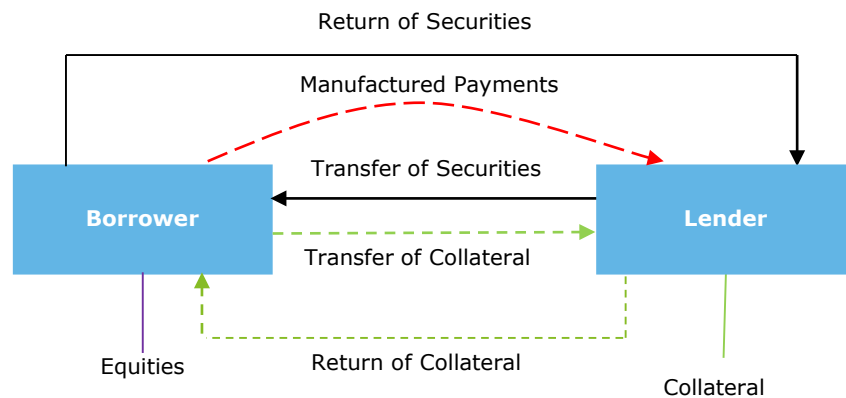 Return of Securities
Manufactured Payments
Transfer of Securities
Borrower
Lender
Transfer of Collateral
Equities
Return of Collateral
Collateral